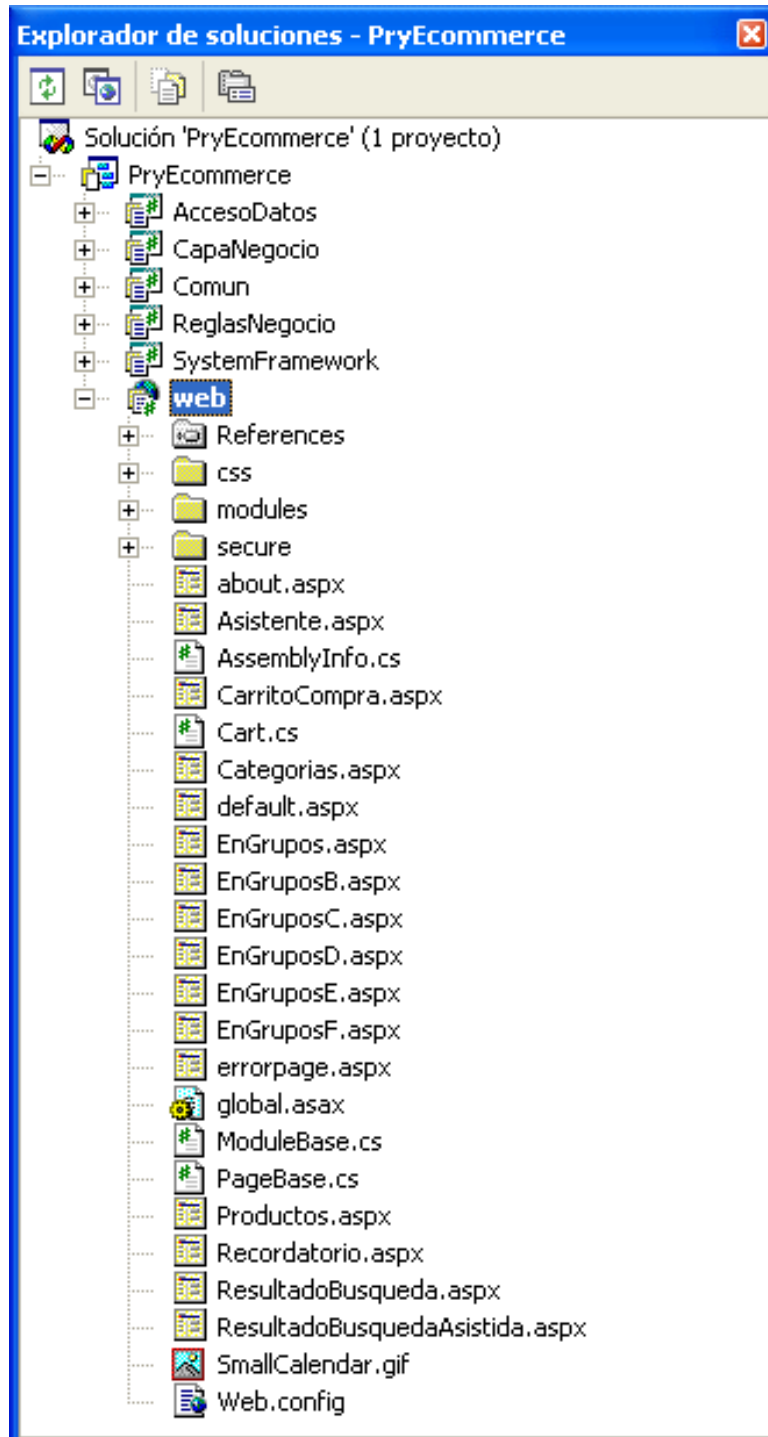 Explorador de soluciones - PryEcommerce
Solución 'PryEcommerce' (1 proyecto)
PryEcommerce
AccesoDatos
CapaNegocio
Comun
ReglasNegocio
SystemFramework
web
References
css
modules
secure
about.aspx
Asistente.aspx
AssemblyInfo.cs
CarritoCompra.aspx
Cart.cs
Categorias.aspx
default.aspx
EnGrupos.aspx
EnGruposB.aspx
EnGruposC.aspx
EnGruposD.aspx
EnGruposE.aspx
EnGruposF.aspx
errorpage.aspx
global.asax
ModuleBase.cs
PageBase.cs
Productos.aspx
Recordatorio.aspx
ResultadoBusqueda.aspx
ResultadoBusquedaAsistida.aspx
SmallCalendar.gif
Web.config